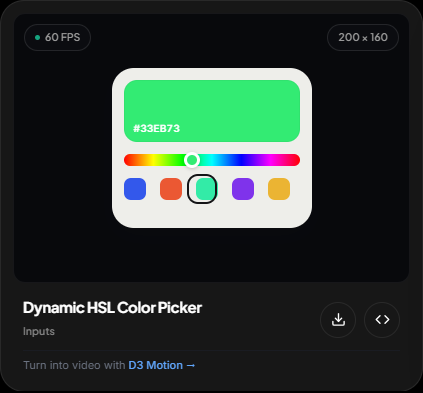 60 FPS
200 × 160
#33EB73
Dynamic HSL Color Picker
Inputs
Turn into video with D3 Motion →